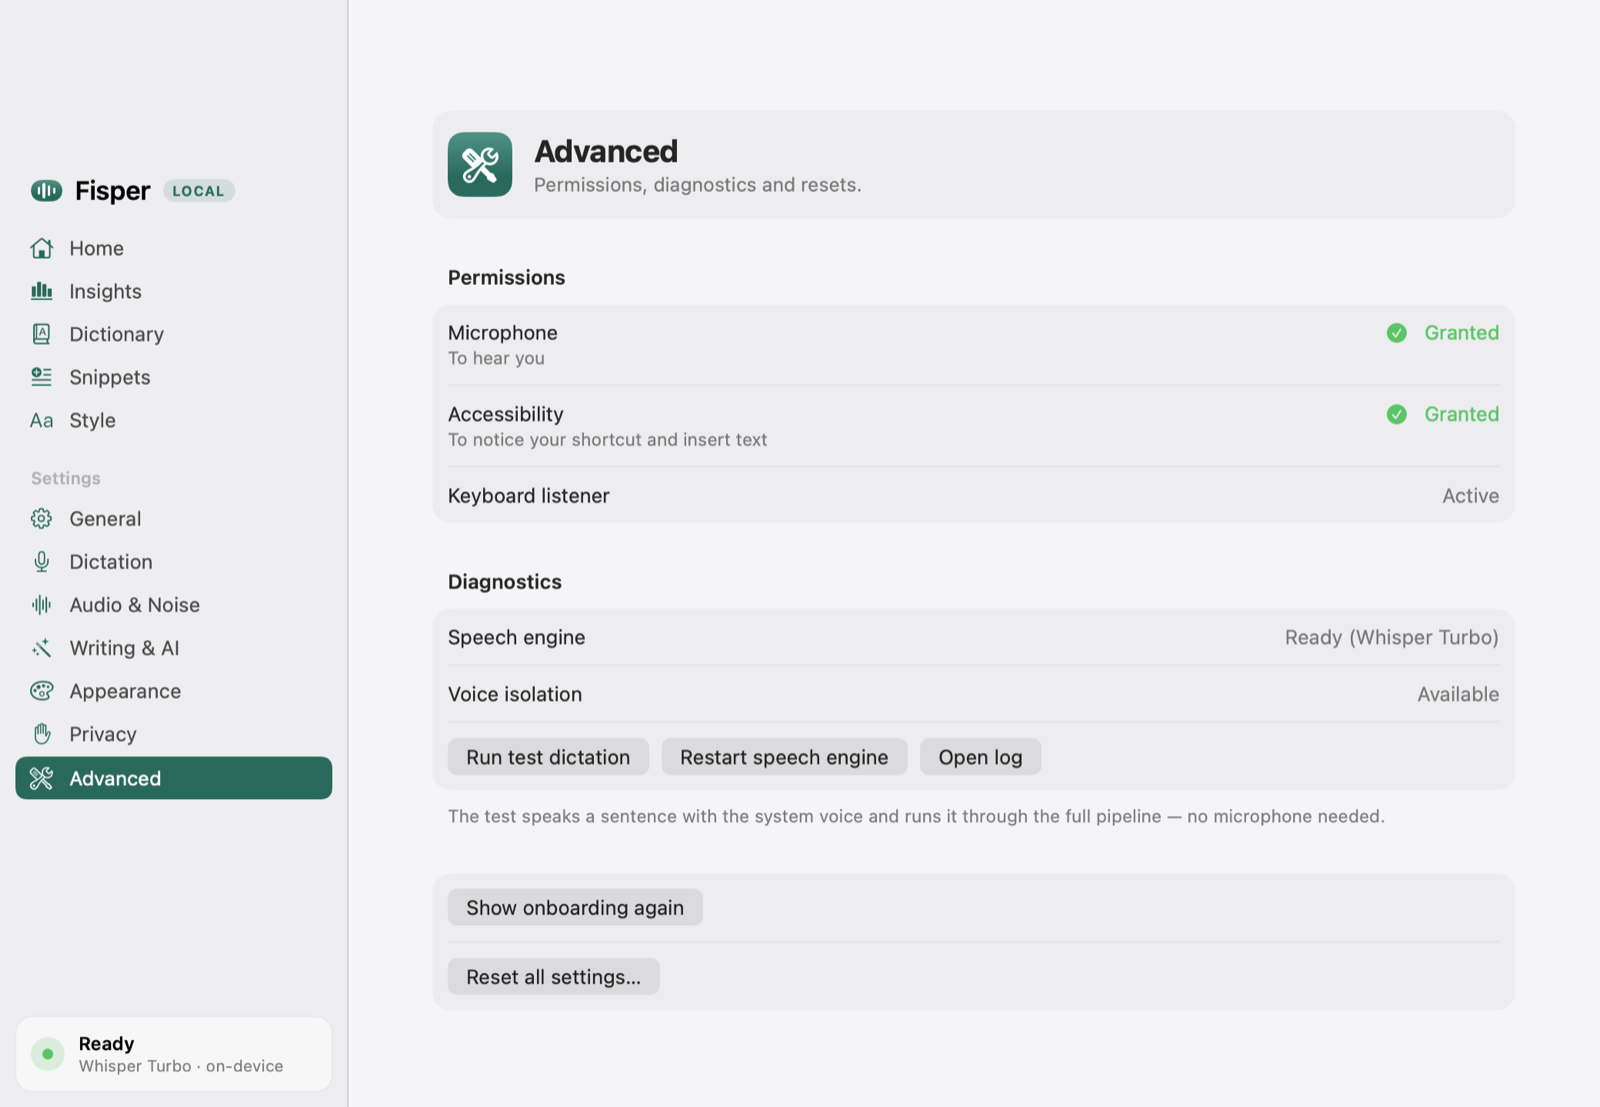 Fisper LOCAL
Home
Insights
Dictionary
Snippets
Aa Style
Settings
General
Dictation
Audio & Noise
Writing & AI
Appearance
Privacy
Advanced
Ready
Whisper Turbo · on-device
Advanced
Permissions, diagnostics and resets.
Permissions
Microphone Granted
To hear you
Accessibility Granted
To notice your shortcut and insert text
Keyboard listener Active
Diagnostics
Speech engine Ready (Whisper Turbo)
Voice isolation Available
Run test dictation Restart speech engine Open log
The test speaks a sentence with the system voice and runs it through the full pipeline — no microphone needed.
Show onboarding again
Reset all settings...